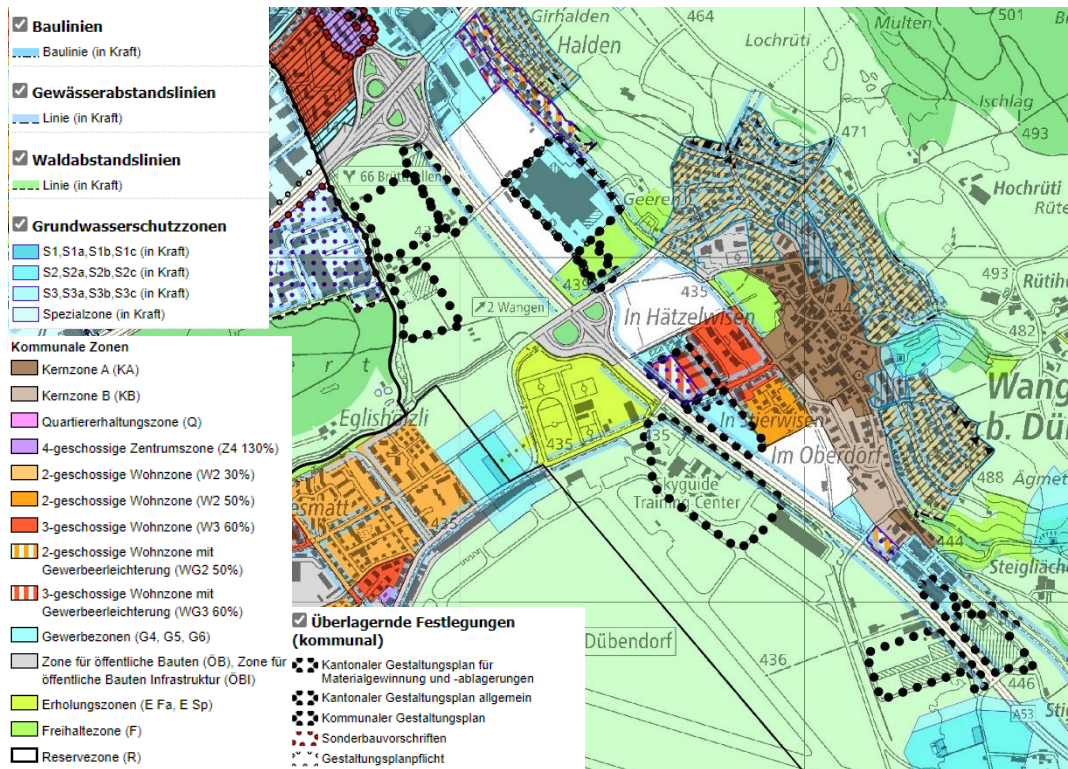 Baulinien
Baulinie (in Kraft)
Gewässerabstandslinien
Linie (in Kraft)
Waldabstandslinien
Linie (in Kraft)
Grundwasserschutzzonen
S1,S1a,S1b,S1c (in Kraft)
S2,S2a,S2b,S2c (in Kraft)
S3,S3a,S3b,S3c (in Kraft)
Spezialzone (in Kraft)
Kommunale Zonen
Kernzone A (KA)
Kernzone B (KB)
Quartiererhaltungszone (Q)
4-geschossige Zentrumszone (Z4 130%)
2-geschossige Wohnzone (W2 30%)
2-geschossige Wohnzone (W2 50%)
3-geschossige Wohnzone (W3 60%)
2-geschossige Wohnzone mit
Gewerbeerleichterung (WG2 50%)
3-geschossige Wohnzone mit
Gewerbeerleichterung (WG3 60%)
Gewerbezonen (G4, G5, G6)
Zone für öffentliche Bauten (ÖB), Zone für
öffentliche Bauten Infrastruktur (ÖBI)
Erholungszonen (E Fa, E Sp)
Freihaltezone (F)
Reservezone (R)
Überlagernde Festlegungen
(kommunal)
Kantonaler Gestaltungsplan für
Materialgewinnung und -ablagerungen
Kantonaler Gestaltungsplan allgemein
Kommunaler Gestaltungsplan
Sonderbauvorschriften
Gestaltungsplanpflicht
Girhalden
464
Multen
501
Halden
Lochrüti
Ischlag
493
471
66 Brüttisellen
Hochrüti
Rüte
Geeren
439
435
493
Rütiho
2 Wangen
In Hätzelwisen
482
Wang
b. Dü
Eglishölzli
435
435
Im Oberdorf
488
Ägmet
esmatt
435
kyguide
Training Center
444
Steigliäche
Dübendorf
436
446
A53
Stig